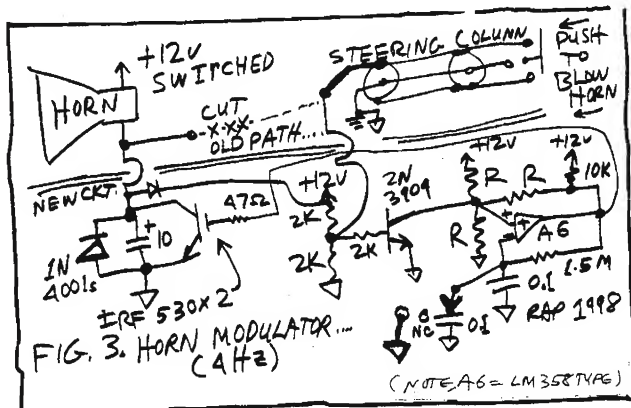 +12V
SWITCHED
STEERING COLUMN
PUSH
TO
BLOW
HORN
HORN
CUT
-X-XX-
OLD PATH....
NEW CKT.
+12V
2N
3904
+12V
+12V
10K
R
R
R
47Ω
2K
2K
2K
+
10
1N
4001s
+
-
A6
1.5M
0.1
0.1
NC
RAP 1998
IRF 530 X 2
FIG. 3. HORN MODULATOR....
(4HZ)
(NOTE, A6 = LM358 TYPE)